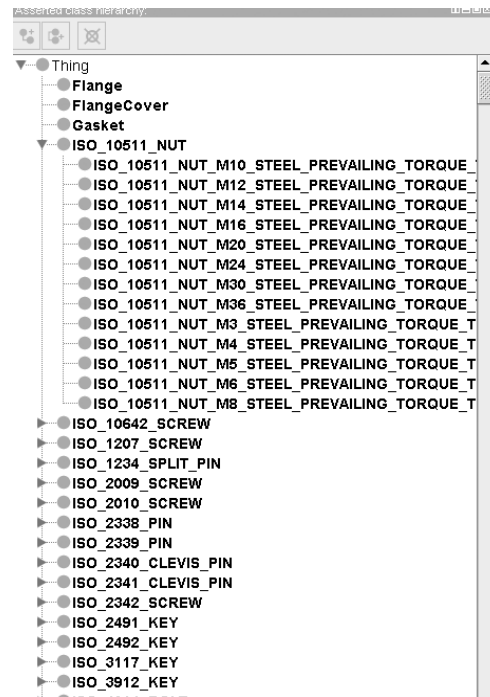 Asserted class hierarchy:
Thing
Flange
FlangeCover
Gasket
ISO_10511_NUT
ISO_10511_NUT_M10_STEEL_PREVAILING_TORQUE_
ISO_10511_NUT_M12_STEEL_PREVAILING_TORQUE_
ISO_10511_NUT_M14_STEEL_PREVAILING_TORQUE_
ISO_10511_NUT_M16_STEEL_PREVAILING_TORQUE_
ISO_10511_NUT_M20_STEEL_PREVAILING_TORQUE_
ISO_10511_NUT_M24_STEEL_PREVAILING_TORQUE_
ISO_10511_NUT_M30_STEEL_PREVAILING_TORQUE_
ISO_10511_NUT_M36_STEEL_PREVAILING_TORQUE_
ISO_10511_NUT_M3_STEEL_PREVAILING_TORQUE_T
ISO_10511_NUT_M4_STEEL_PREVAILING_TORQUE_T
ISO_10511_NUT_M5_STEEL_PREVAILING_TORQUE_T
ISO_10511_NUT_M6_STEEL_PREVAILING_TORQUE_T
ISO_10511_NUT_M8_STEEL_PREVAILING_TORQUE_T
ISO_10642_SCREW
ISO_1207_SCREW
ISO_1234_SPLIT_PIN
ISO_2009_SCREW
ISO_2010_SCREW
ISO_2338_PIN
ISO_2339_PIN
ISO_2340_CLEVIS_PIN
ISO_2341_CLEVIS_PIN
ISO_2342_SCREW
ISO_2491_KEY
ISO_2492_KEY
ISO_3117_KEY
ISO_3912_KEY